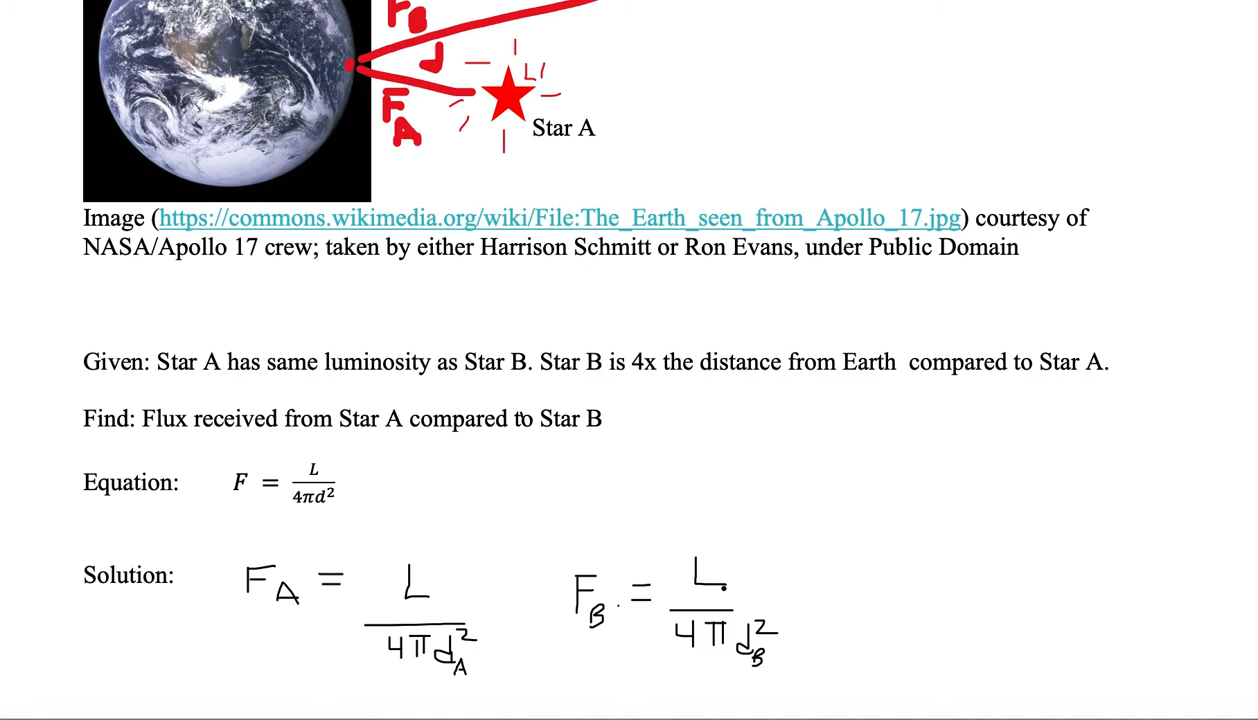 F_B
d
L
F_A
Star A
Image (https://commons.wikimedia.org/wiki/File:The_Earth_seen_from_Apollo_17.jpg) courtesy of
NASA/Apollo 17 crew; taken by either Harrison Schmitt or Ron Evans, under Public Domain
Given: Star A has same luminosity as Star B. Star B is 4x the distance from Earth compared to Star A.
Find: Flux received from Star A compared to Star B
Equation: F = L / 4πd²
Solution: F_A = L / 4πd_A² F_B = L / 4πd_B²